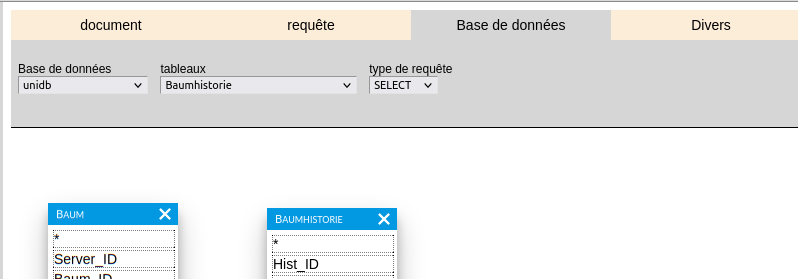 document requête Base de données Divers
Base de données tableaux type de requête
unidb Baumhistorie SELECT
BAUM
*
Server_ID
Baum_ID
BAUMHISTORIE
*
Hist_ID